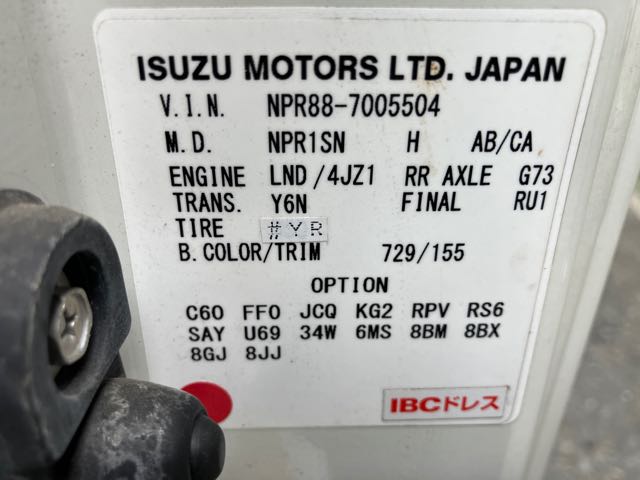 ISUZU MOTORS LTD. JAPAN
V.I.N. NPR88-7005504
M.D. NPR1SN H AB/CA
ENGINE LND/4JZ1 RR AXLE G73
TRANS. Y6N FINAL RU1
TIRE #YR
B.COLOR/TRIM 729/155
OPTION
C60 FF0 JCQ KG2 RPV RS6
SAY U69 34W 6MS 8BM 8BX
8GJ 8JJ
IBCドレス